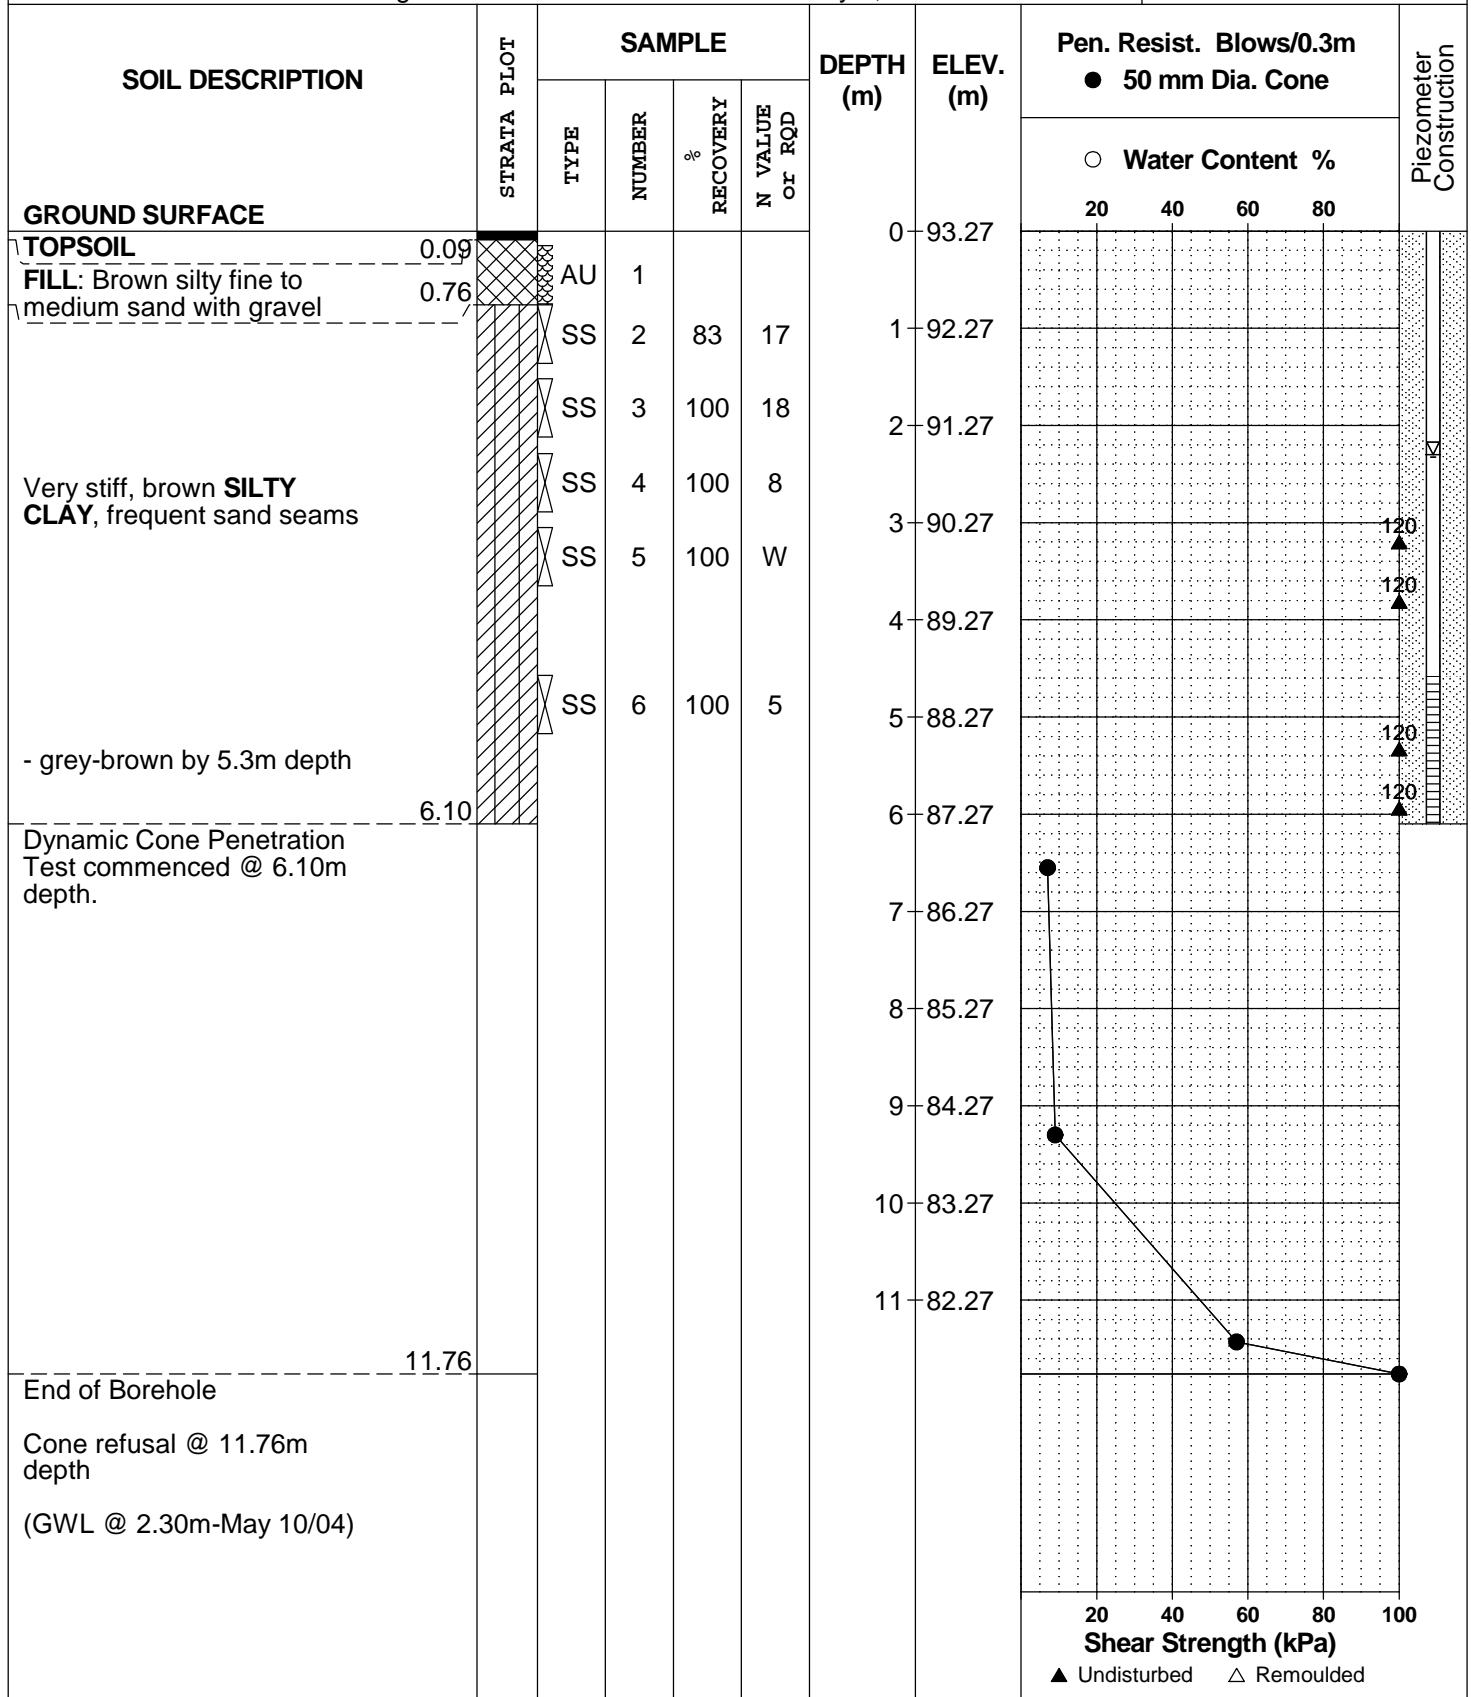 SOIL DESCRIPTION
GROUND SURFACE
STRATA PLOT
SAMPLE
TYPE
NUMBER
% RECOVERY
N VALUE or RQD
DEPTH (m)
ELEV. (m)
Pen. Resist. Blows/0.3m
● 50 mm Dia. Cone
○ Water Content %
20 40 60 80
Piezometer Construction
TOPSOIL 0.09
FILL: Brown silty fine to
medium sand with gravel 0.76
Very stiff, brown SILTY
CLAY, frequent sand seams
- grey-brown by 5.3m depth
6.10
Dynamic Cone Penetration
Test commenced @ 6.10m
depth.
11.76
End of Borehole
Cone refusal @ 11.76m
depth
(GWL @ 2.30m-May 10/04)
AU 1
SS 2 83 17
SS 3 100 18
SS 4 100 8
SS 5 100 W
SS 6 100 5
0 93.27
1 92.27
2 91.27
3 90.27
4 89.27
5 88.27
6 87.27
7 86.27
8 85.27
9 84.27
10 83.27
11 82.27
120
120
120
120
20 40 60 80 100
Shear Strength (kPa)
▲ Undisturbed △ Remoulded